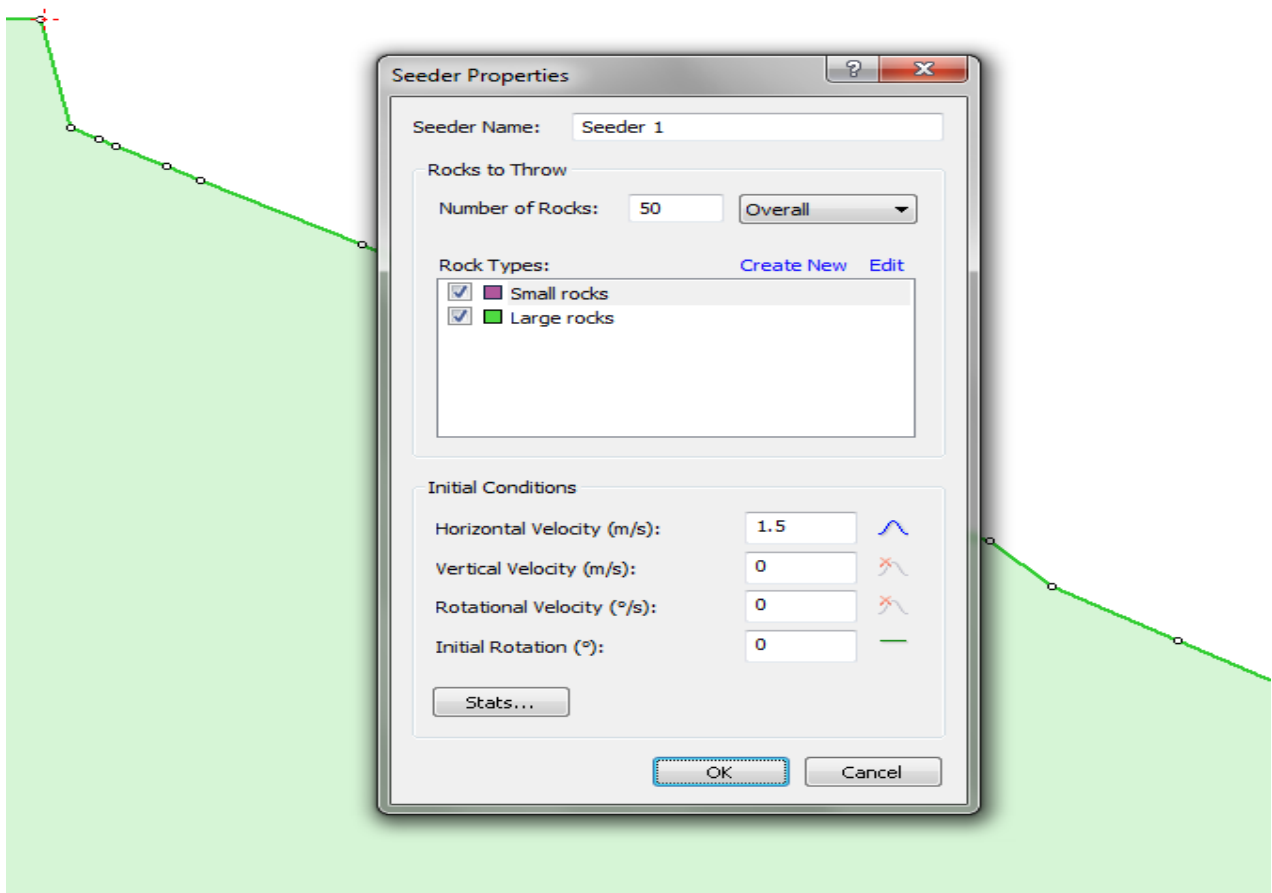 Seeder Properties
?
Seeder Name: Seeder 1
Rocks to Throw
Number of Rocks: 50 Overall
Rock Types: Create New Edit
Small rocks
Large rocks
Initial Conditions
Horizontal Velocity (m/s): 1.5
Vertical Velocity (m/s): 0
Rotational Velocity (°/s): 0
Initial Rotation (°): 0
Stats...
OK Cancel